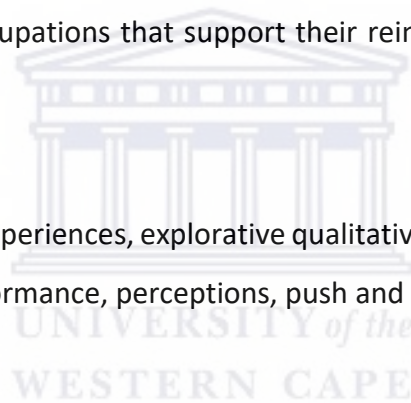 upations that support their rein
periences, explorative qualitativ
ormance, perceptions, push and
UNIVERSITY of the
WESTERN CAPE